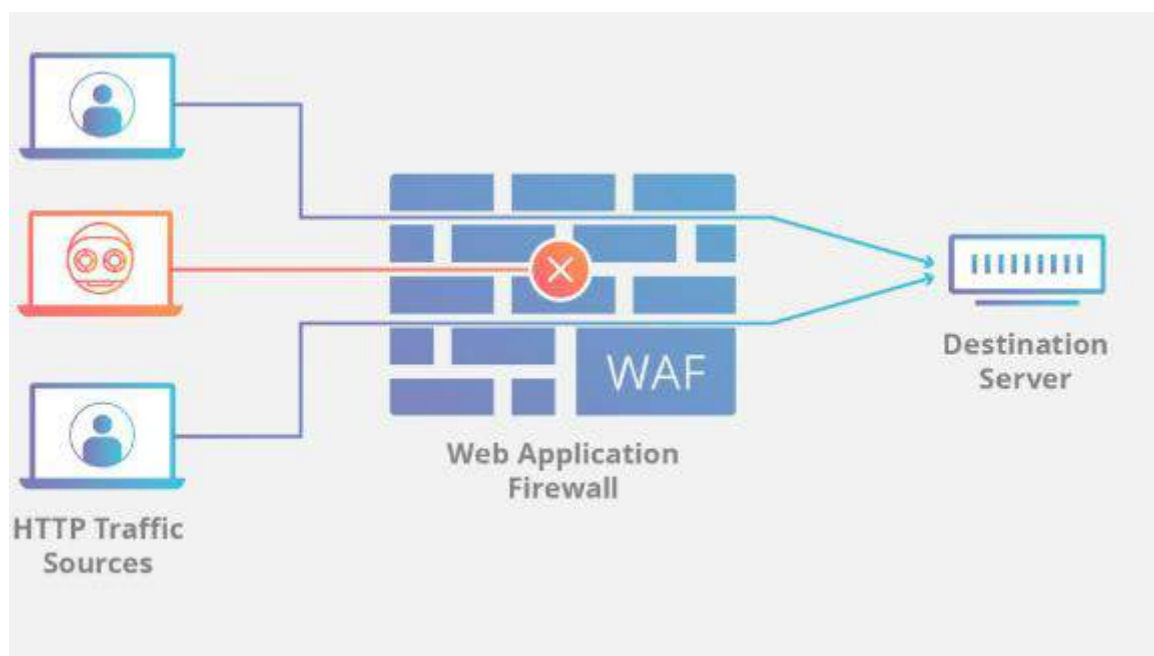 WAF
Web Application
Firewall
Destination
Server
HTTP Traffic
Sources